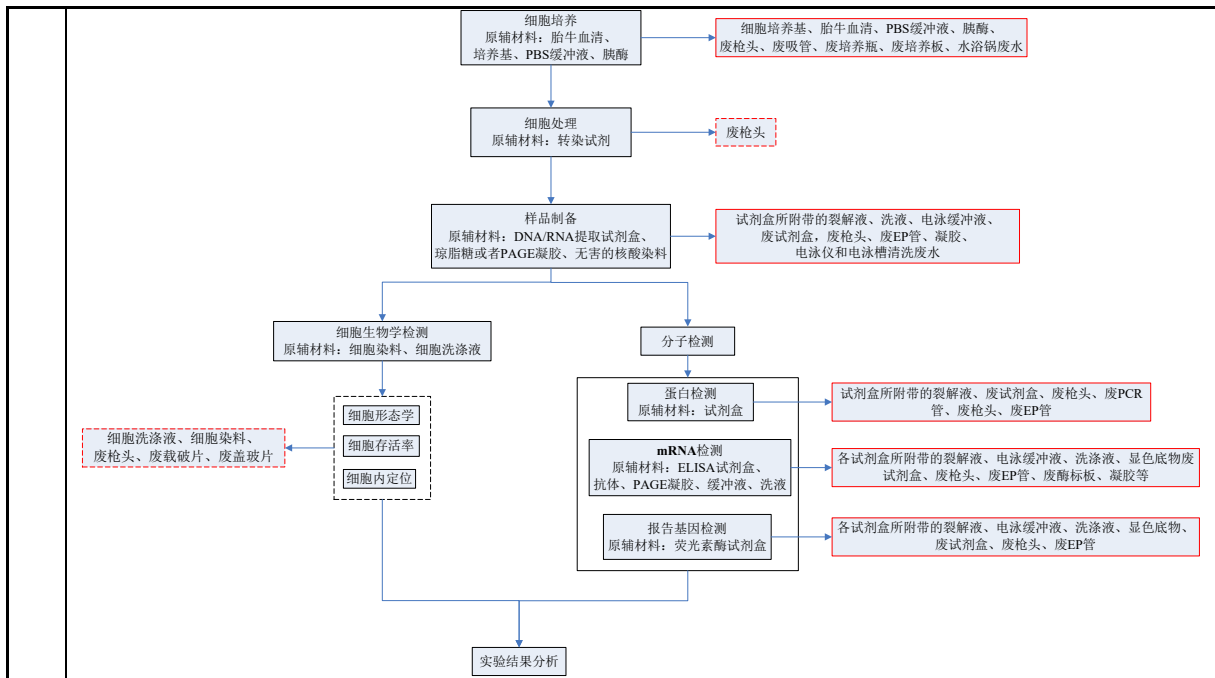 细胞培养
原辅材料：胎牛血清、
培养基、PBS缓冲液、胰酶
细胞培养基、胎牛血清、PBS缓冲液、胰酶、
废枪头、废吸管、废培养瓶、废培养板、水浴锅废水
细胞处理
原辅材料：转染试剂
废枪头
样品制备
原辅材料：DNA/RNA提取试剂盒、
琼脂糖或者PAGE凝胶、无害的核酸染料
试剂盒所附带的裂解液、洗液、电泳缓冲液、
废试剂盒，废枪头、废EP管、凝胶、
电泳仪和电泳槽清洗废水
细胞生物学检测
原辅材料：细胞染料、细胞洗涤液
分子检测
细胞形态学
细胞存活率
细胞内定位
细胞洗涤液、细胞染料、
废枪头、废载破片、废盖玻片
蛋白检测
原辅材料：试剂盒
试剂盒所附带的裂解液、废试剂盒、废枪头、废PCR
管、废枪头、废EP管
mRNA检测
原辅材料：ELISA试剂盒、
抗体、PAGE凝胶、缓冲液、洗液
各试剂盒所附带的裂解液、电泳缓冲液、洗涤液、显色底物废
试剂盒、废枪头、废EP管、废酶标板、凝胶等
报告基因检测
原辅材料：荧光素酶试剂盒
各试剂盒所附带的裂解液、电泳缓冲液、洗涤液、显色底物、
废试剂盒、废枪头、废EP管
实验结果分析